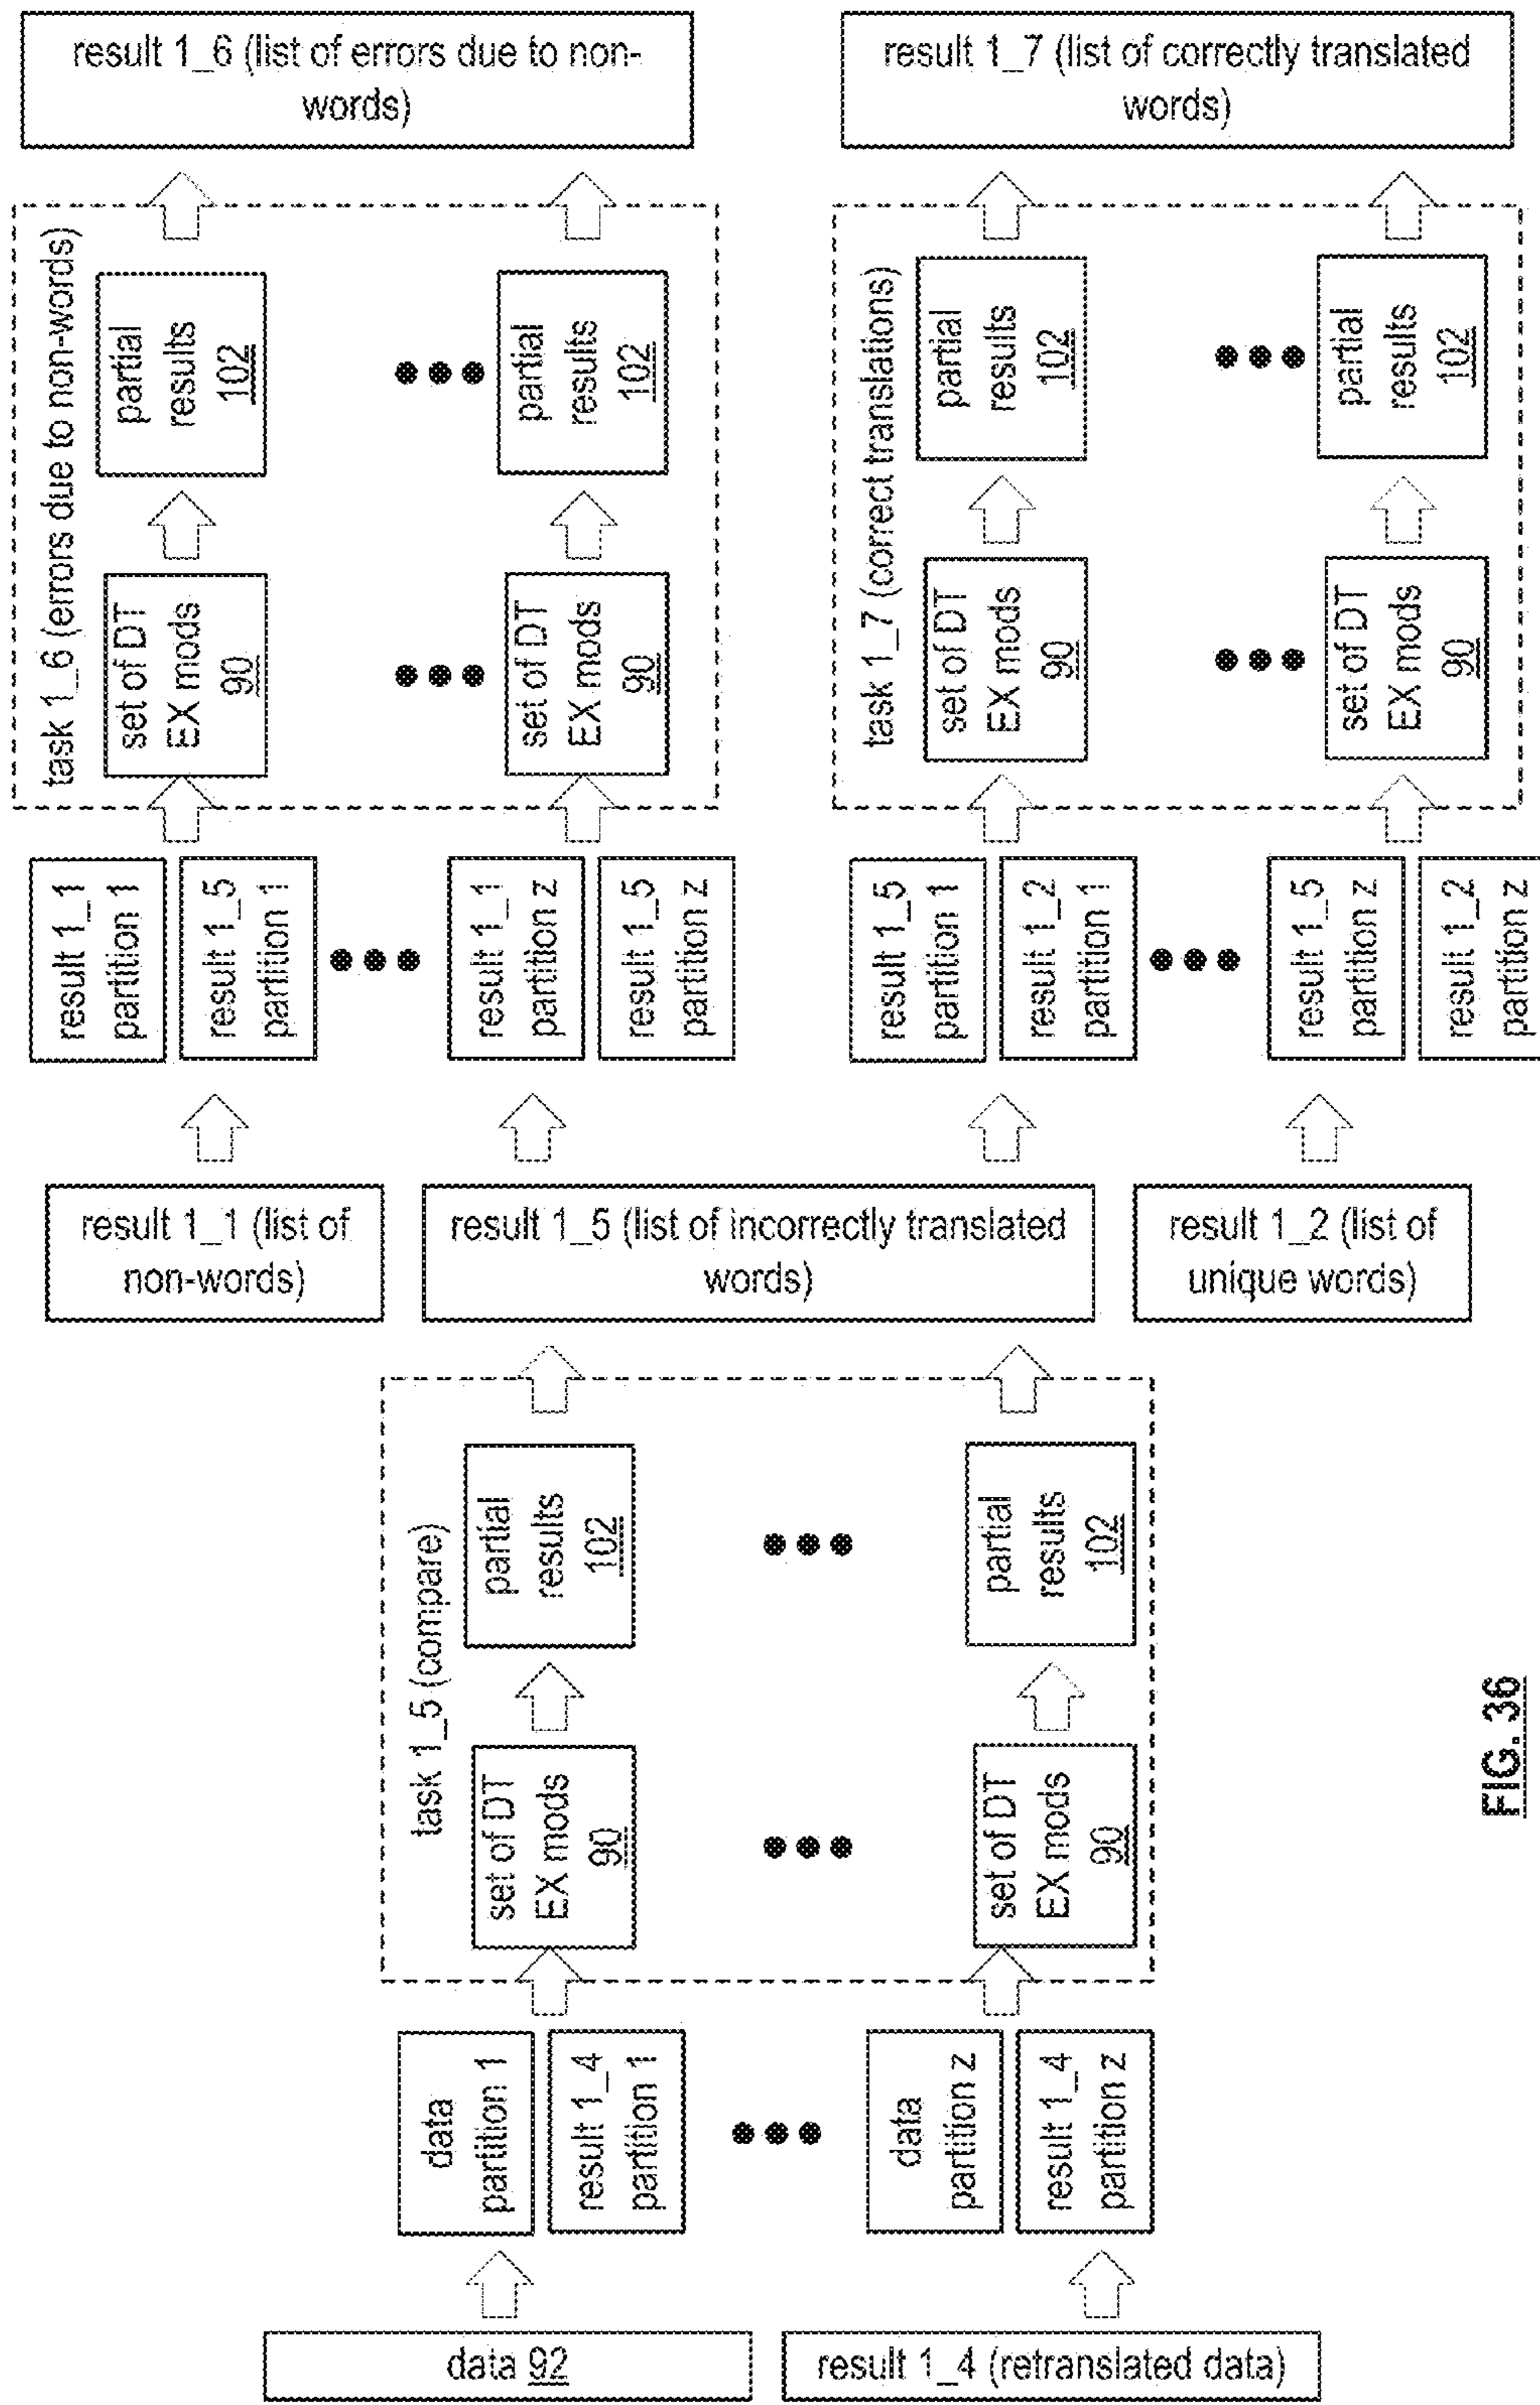 data 92
result 1_4 (retranslated data)
data
partition 1
result 1_4
partition 1
data
partition z
result 1_4
partition z
task 1_5 (compare)
set of DT
EX mods
90
partial
results
102
set of DT
EX mods
90
partial
results
102
result 1_1 (list of
non-words)
result 1_5 (list of incorrectly translated
words)
result 1_2 (list of
unique words)
result 1_1
partition 1
result 1_5
partition 1
result 1_1
partition z
result 1_5
partition z
result 1_5
partition 1
result 1_2
partition 1
result 1_5
partition z
result 1_2
partition z
task 1_6 (errors due to non-words)
set of DT
EX mods
90
partial
results
102
set of DT
EX mods
90
partial
results
102
task 1_7 (correct translations)
set of DT
EX mods
90
partial
results
102
set of DT
EX mods
90
partial
results
102
result 1_6 (list of errors due to non-
words)
result 1_7 (list of correctly translated
words)
FIG. 36